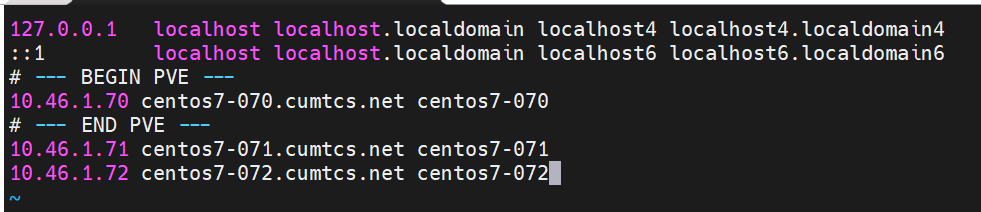 127.0.0.1   localhost localhost.localdomain localhost4 localhost4.localdomain4
::1         localhost localhost.localdomain localhost6 localhost6.localdomain6
# --- BEGIN PVE ---
10.46.1.70 centos7-070.cumtcs.net centos7-070
# --- END PVE ---
10.46.1.71 centos7-071.cumtcs.net centos7-071
10.46.1.72 centos7-072.cumtcs.net centos7-072
~